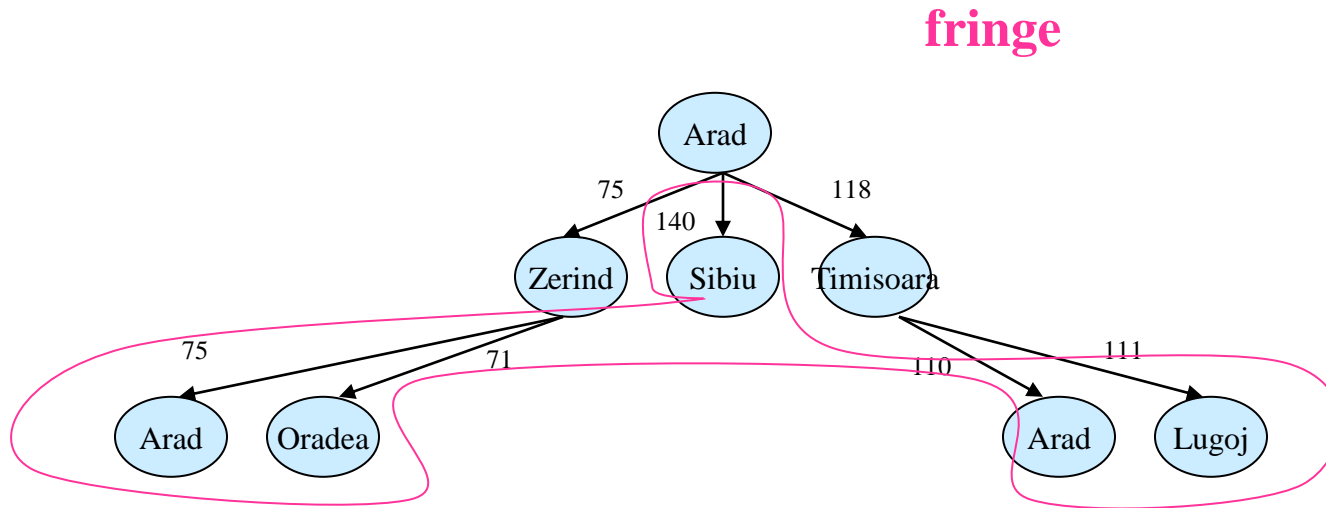 fringe
Arad
75
118
140
Zerind
Sibiu
Timisoara
75
71
110
111
Arad
Oradea
Arad
Lugoj